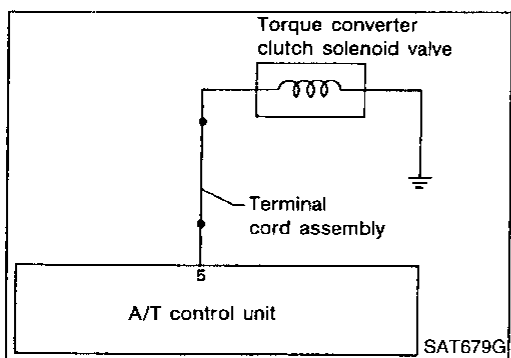 Torque converter
clutch solenoid valve
Terminal
cord assembly
5
A/T control unit
SAT679G